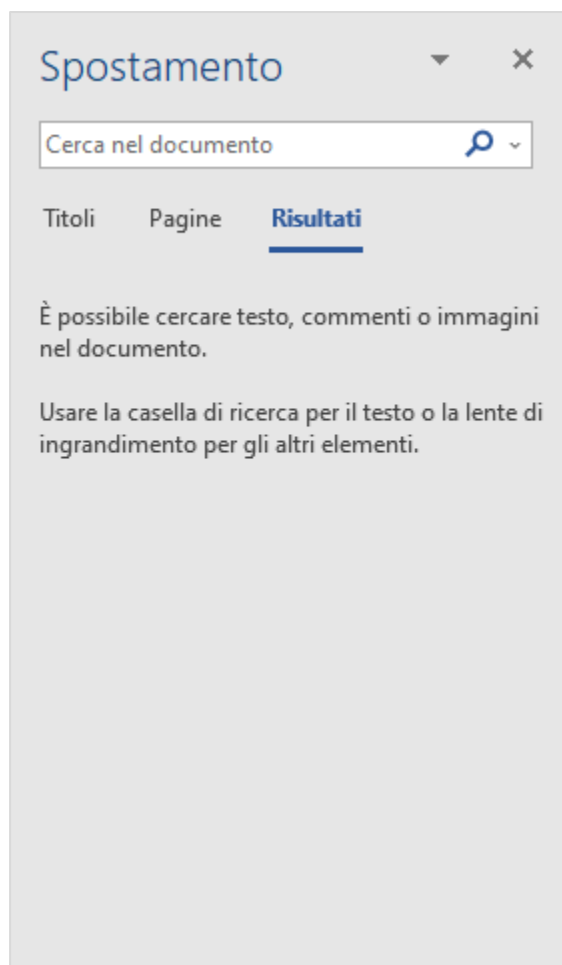 Spostamento
Cerca nel documento
Titoli Pagine Risultati
È possibile cercare testo, commenti o immagini
nel documento.
Usare la casella di ricerca per il testo o la lente di
ingrandimento per gli altri elementi.